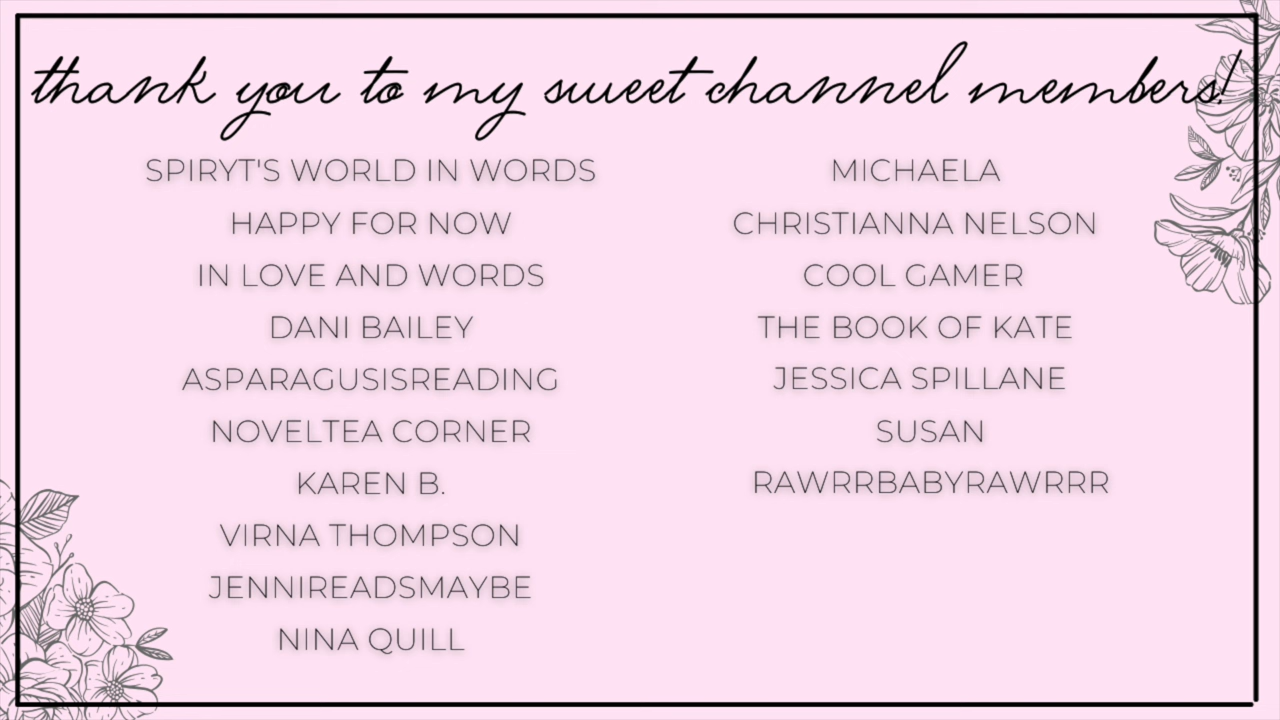 thank you to my sweet channel members!
SPIRYT'S WORLD IN WORDS
HAPPY FOR NOW
IN LOVE AND WORDS
DANI BAILEY
ASPARAGUSISREADING
NOVELTEA CORNER
KAREN B.
VIRNA THOMPSON
JENNIREADSMAYBE
NINA QUILL
MICHAELA
CHRISTIANNA NELSON
COOL GAMER
THE BOOK OF KATE
JESSICA SPILLANE
SUSAN
RAWRRBABYRAWRRR